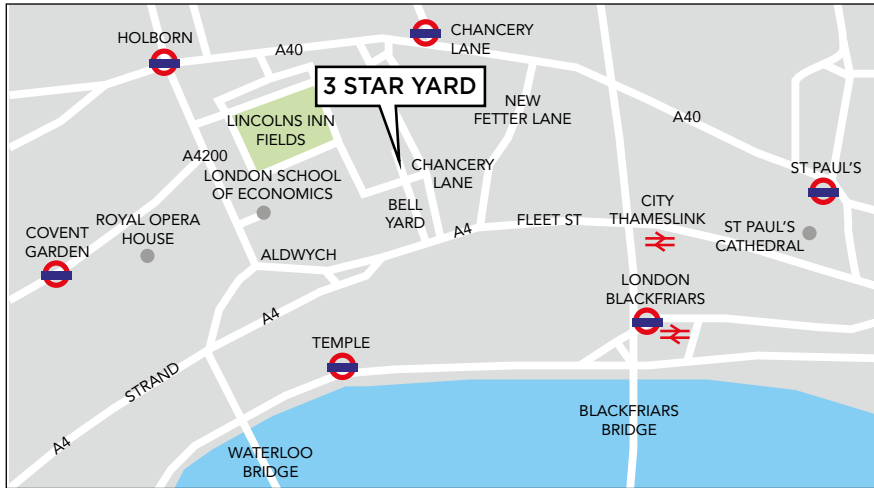 CHANCERY
LANE
HOLBORN
A40
3 STAR YARD
NEW
FETTER LANE
LINCOLNS INN
FIELDS
A40
A4200
CHANCERY
LANE
ST PAUL'S
LONDON SCHOOL
OF ECONOMICS
BELL
YARD
CITY
THAMESLINK
COVENT
GARDEN
ROYAL OPERA
HOUSE
FLEET ST
A4
ST PAUL'S
CATHEDRAL
ALDWYCH
LONDON
BLACKFRIARS
A4
TEMPLE
STRAND
BLACKFRIARS
BRIDGE
A4
WATERLOO
BRIDGE